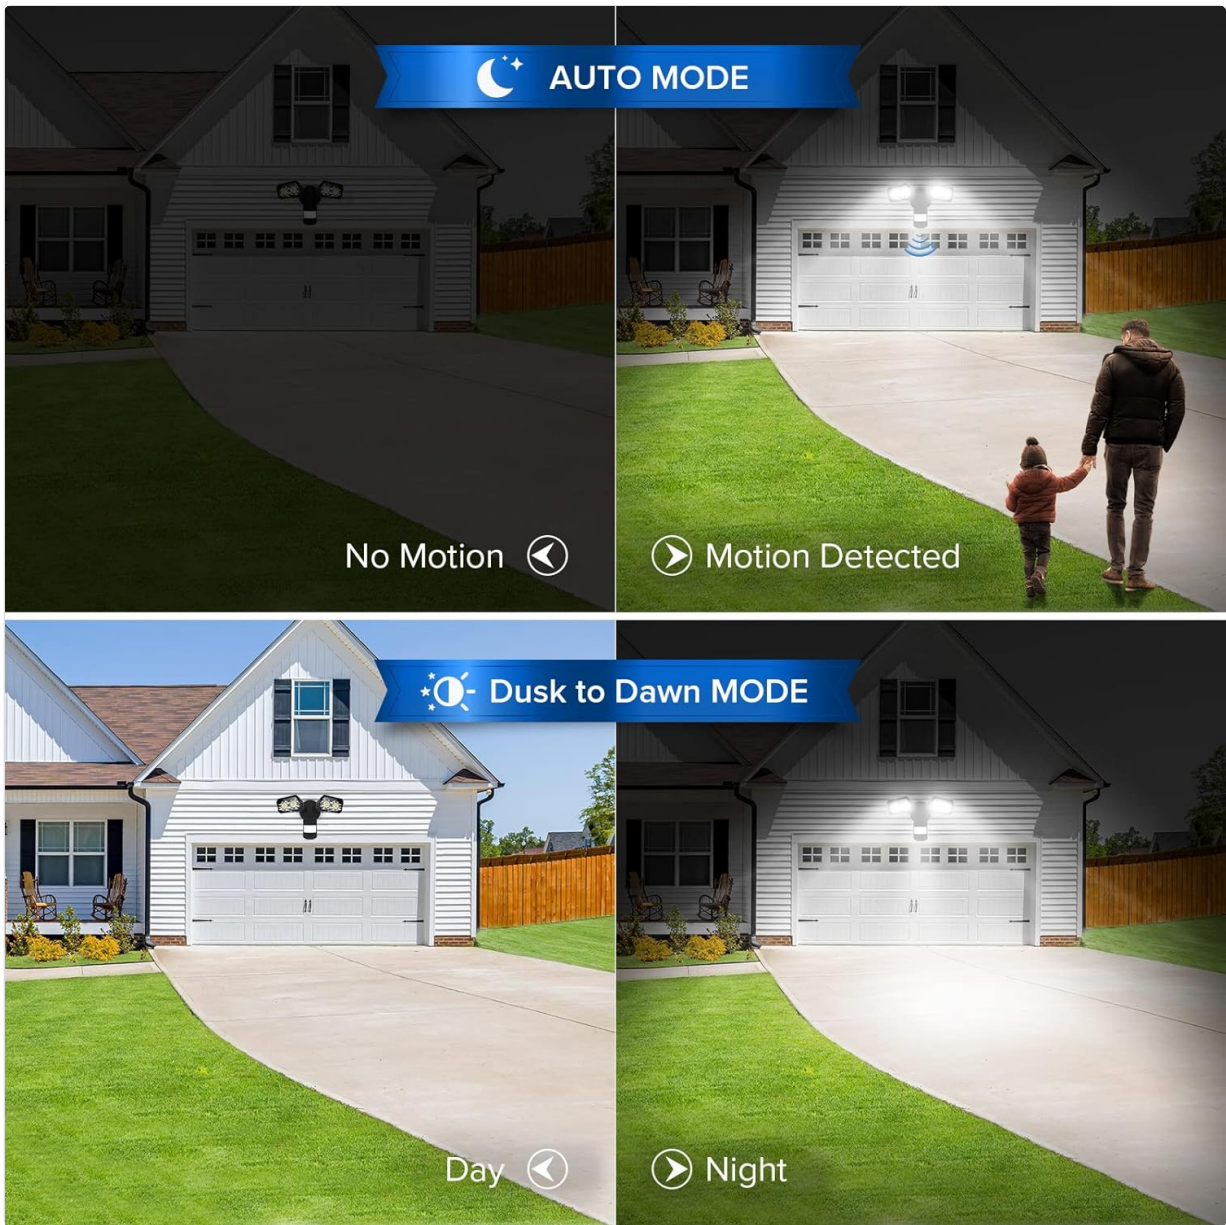 AUTO MODE
No Motion
Motion Detected
Dusk to Dawn MODE
Day
Night